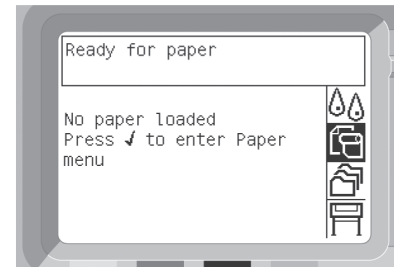 Ready for paper
No paper loaded
Press ✓ to enter Paper
menu